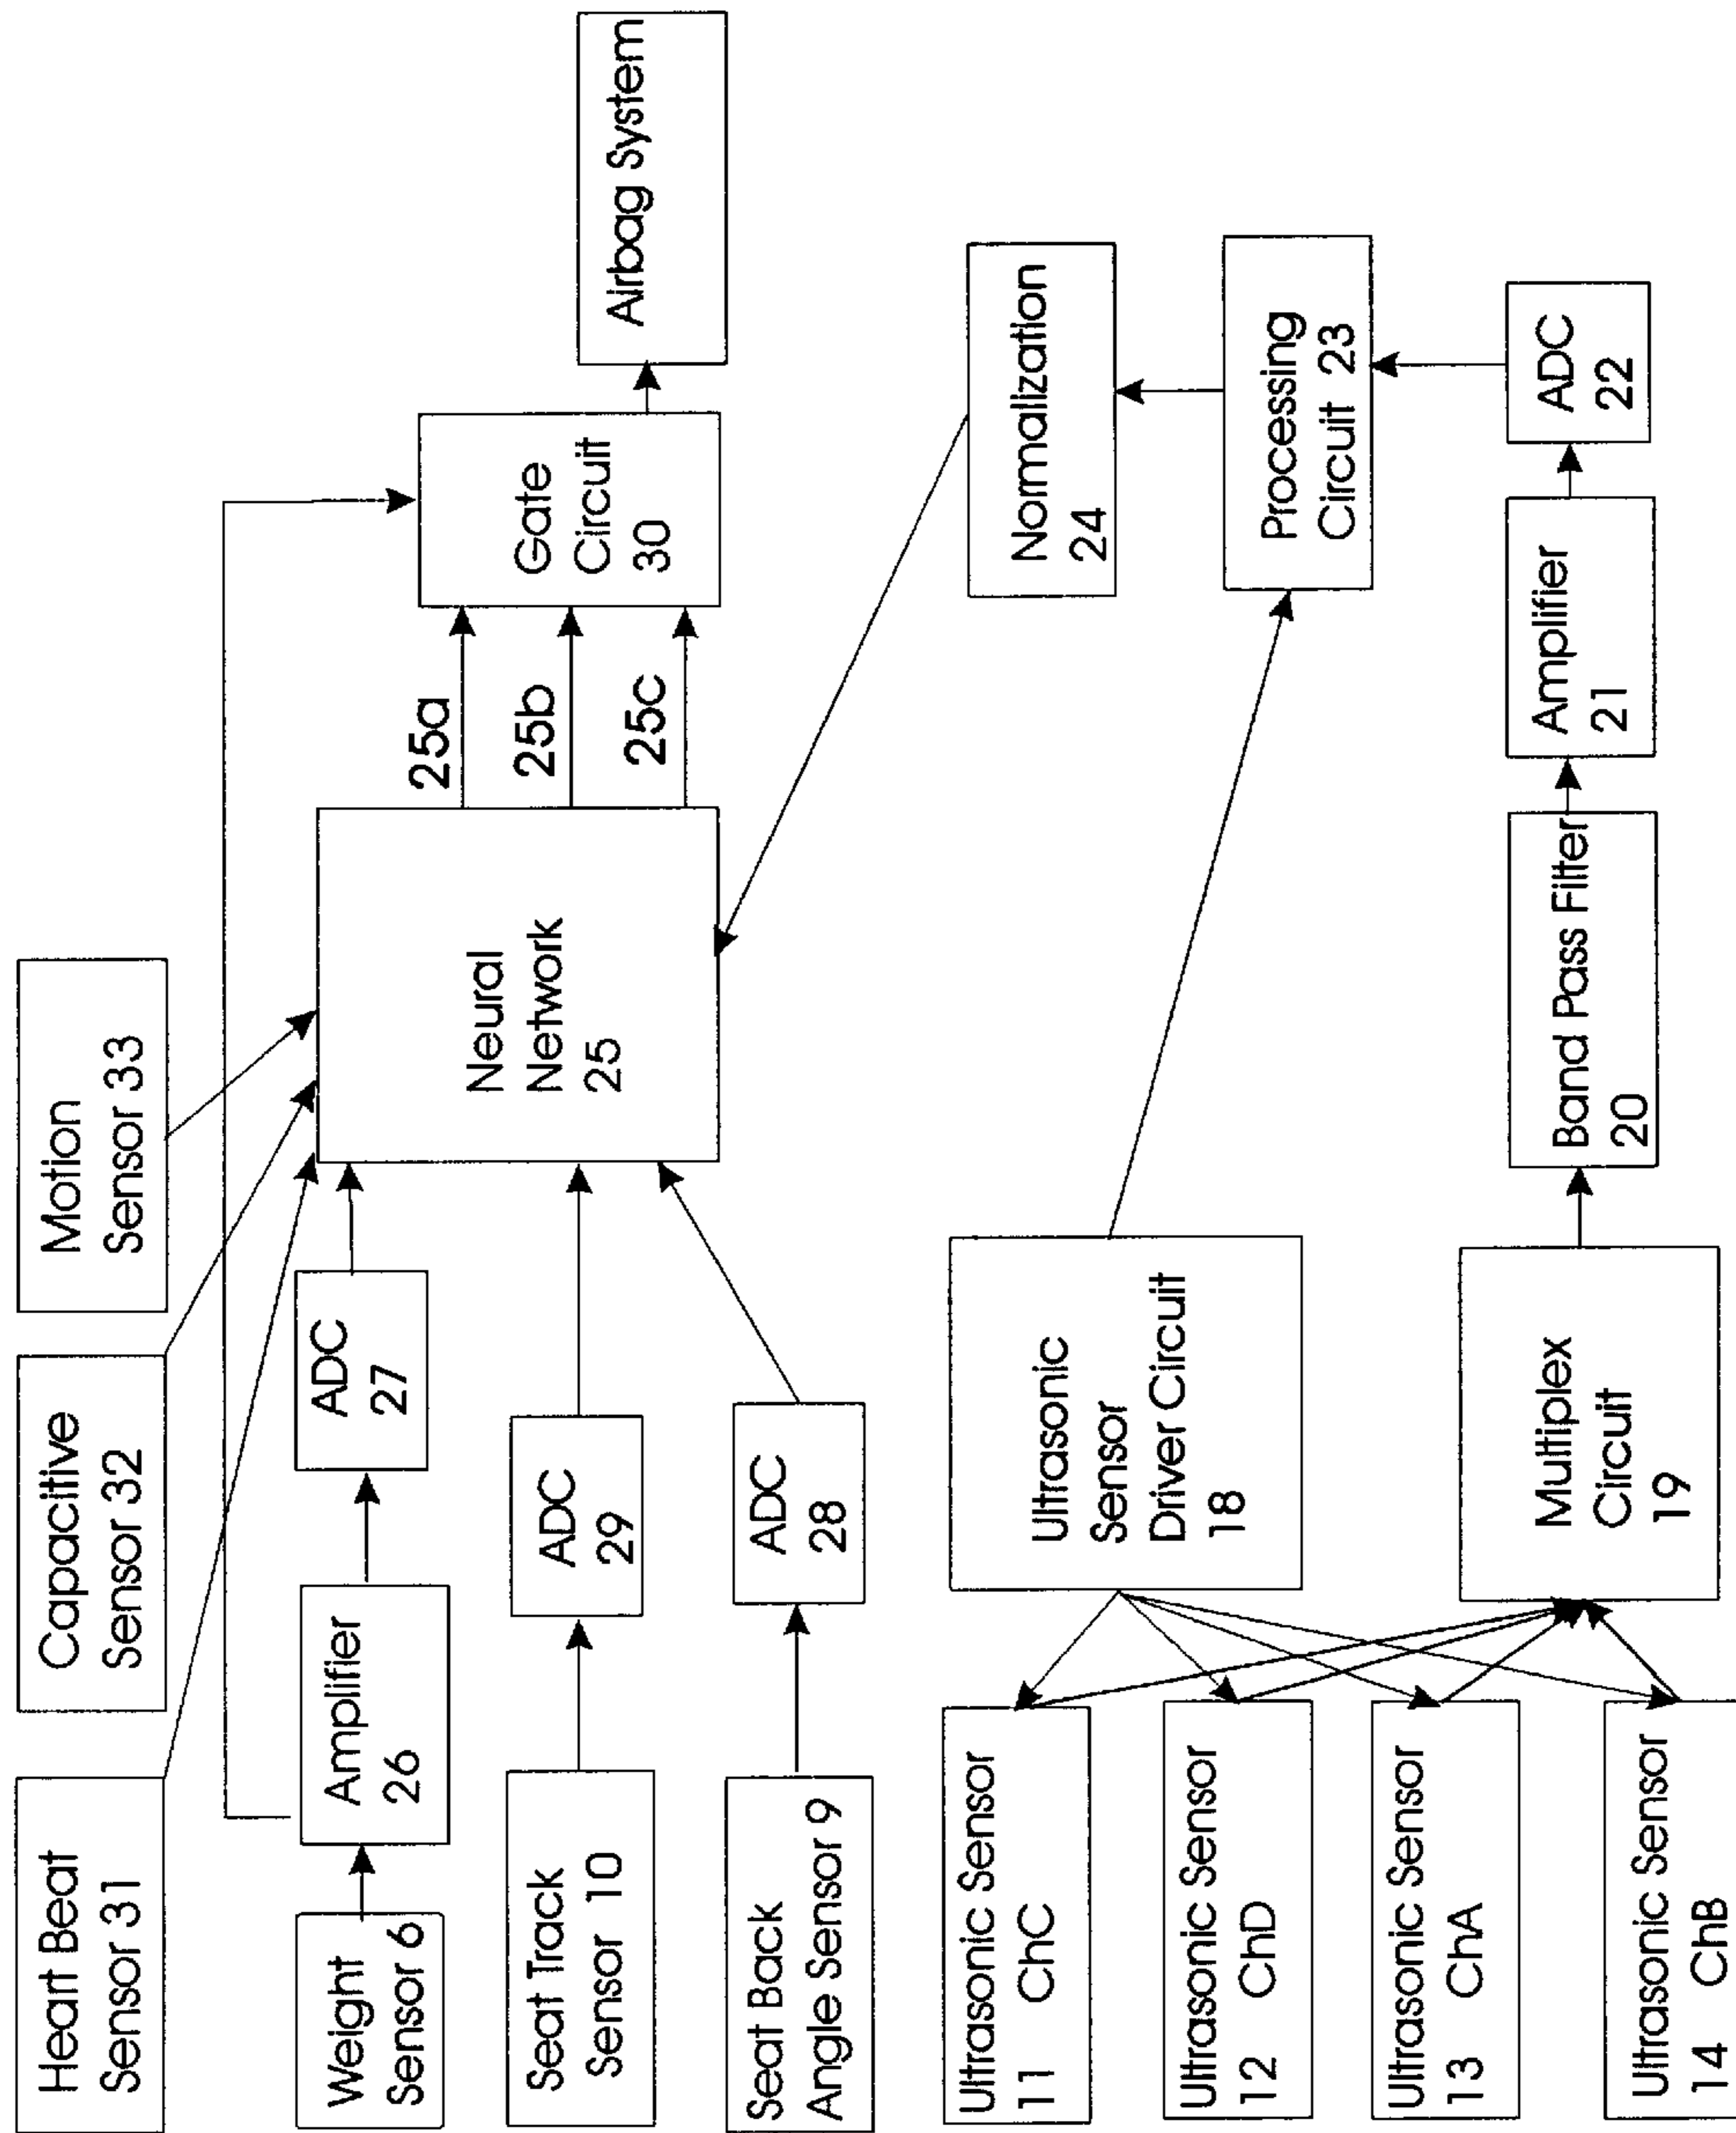 Heart Beat
Sensor 31
Capacitive
Sensor 32
Motion
Sensor 33
Weight
Sensor 6
Amplifier
26
ADC
27
Seat Track
Sensor 10
ADC
29
Seat Back
Angle Sensor 9
ADC
28
Neural
Network
25
25a
25b
25c
Gate
Circuit
30
Airbag System
Ultrasonic Sensor
11 ChC
Ultrasonic Sensor
12 ChD
Ultrasonic Sensor
13 ChA
Ultrasonic Sensor
14 ChB
Ultrasonic
Sensor
Driver Circuit
18
Multiplex
Circuit
19
Band Pass Filter
20
Amplifier
21
ADC
22
Processing
Circuit 23
Normalization
24